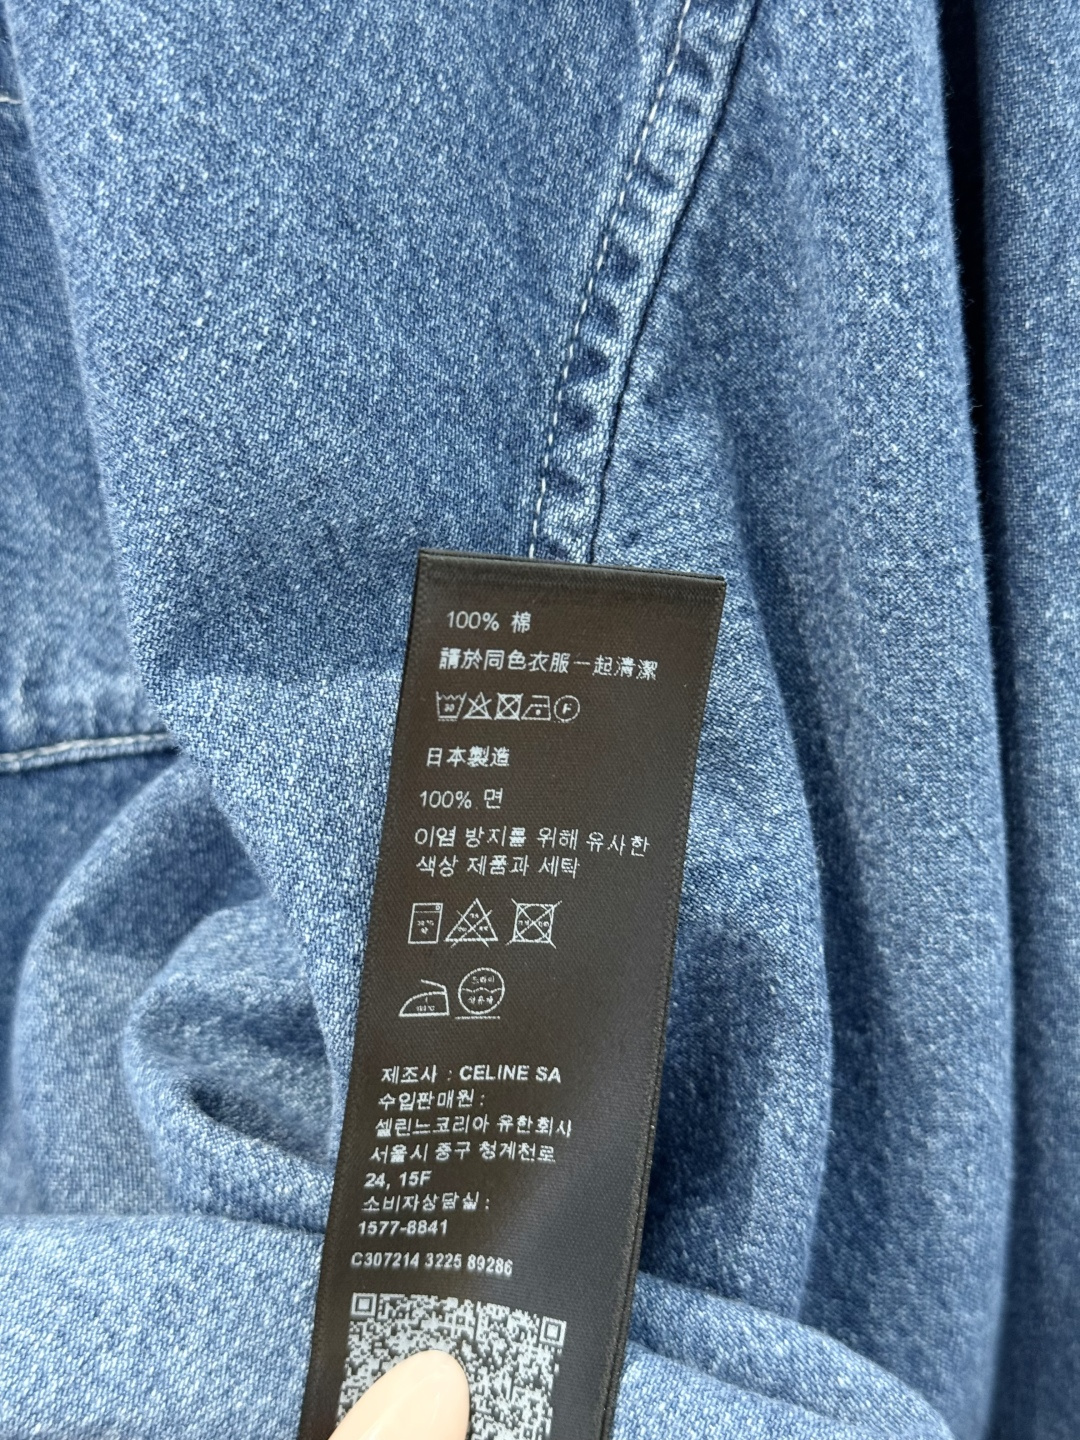 100% 棉
請於同色衣服一起清潔
30 F
日本製造
100% 면
이염 방지를 위해 유사한
색상 제품과 세탁
드라이
제조사 : CELINE SA
수입판매원 :
셀린느코리아 유한회사
서울시 중구 청계천로
24, 15F
소비자상담실 :
1577-8841
C307214 3225 89286